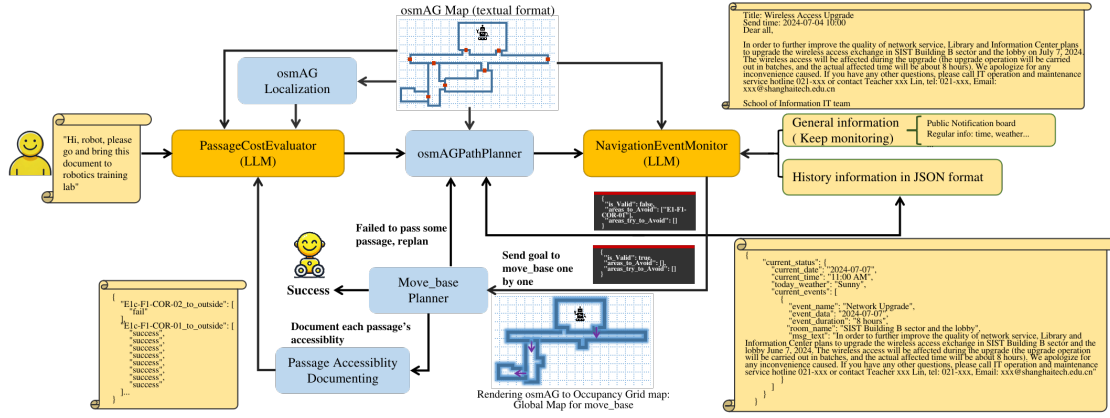 osmAG Map (textual format)
osmAG
Localization
"Hi, robot, please
go and bring this
document to
robotics training
lab"
PassageCostEvaluator
(LLM)
osmAGPathPlanner
NavigationEventMonitor
(LLM)
Title: Wireless Access Upgrade
Send time: 2024-07-04 10:00
Dear all,
In order to further improve the quality of network service, Library and Information Center plans
to upgrade the wireless access exchange in SIST Building B sector and the lobby on July 7, 2024.
The wireless access will be affected during the upgrade (the upgrade operation will be carried
out in batches, and the actual affected time will be about 8 hours). We apologize for any
inconvenience caused. If you have any other questions, please call IT operation and maintenance
service hotline 021-xxx or contact Teacher xxx Lin, tel: 021-xxx, Email:
xxx@shanghaitech.edu.cn
School of Information IT team
General information
( Keep monitoring)
Public Notification board
Regular info: time, weather...
...
History information in JSON format
{
"is_Valid": false,
"areas_to_Avoid": ["E1-F1-
COR-01"],
"areas_try_to_Avoid": []
}
{
"is_Valid": true,
"areas_to_Avoid": [],
"areas_try_to_Avoid": []
}
Failed to pass some
passage, replan
Send goal to
move_base one
by one
Success
Move_base
Planner
Document each passage's
accessiblity
Passage Accessiblity
Documenting
{
"E1c-F1-COR-02_to_outside": [
"fail"
],
"E1c-F1-COR-01_to_outside": [
"success",
"success",
"success",
"success",
"success",
"success",
"success",
"success"
]...
}
Rendering osmAG to Occupancy Grid map:
Global Map for move_base
{
"current_status": {
"current_date": "2024-07-07",
"current_time": "11:00 AM",
"today_weather": "Sunny",
"current_events": [
{
"event_name": "Network Upgrade",
"event_data": "2024-07-07",
"event_duration": "8 hours",
"room_name": "SIST Building B sector and the lobby",
"msg_text": "In order to further improve the quality of network service, Library and
Information Center plans to upgrade the wireless access exchange in SIST Building B sector and the
lobby June 7, 2024. The wireless access will be affected during the upgrade (the upgrade operation
will be carried out in batches, and the actual affected time will be about 8 hours). We apologize for any
inconvenience caused. If you have any other questions, please call IT operation and maintenance
service hotline 021-xxx or contact Teacher xxx Lin, tel: 021-xxx, Email: xxx@shanghaitech.edu.cn"
}
]
}
}